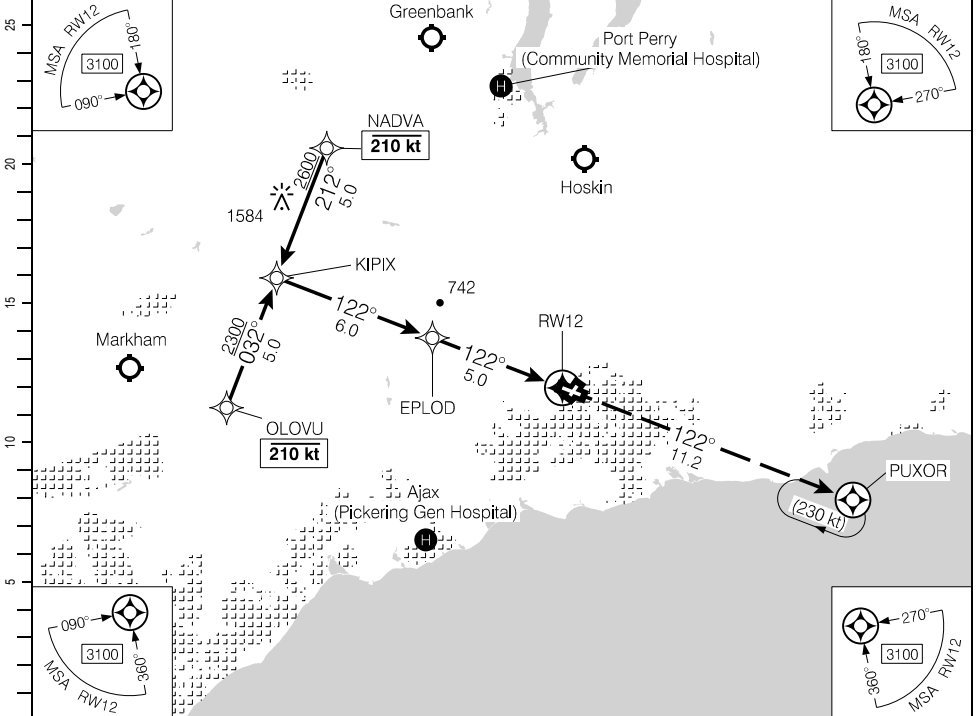 25
20
15
10
5
MSA RW12
180°
3100
090°
Greenbank
Port Perry
(Community Memorial Hospital)
H
MSA RW12
180°
3100
270°
NADVA
210 kt
2600
212°
5.0
Hoskin
1584
KIPIX
742
122°
6.0
RW12
Markham
2300
032°
5.0
122°
5.0
EPLOD
OLOVU
210 kt
122°
11.2
PUXOR
(230 kt)
Ajax
(Pickering Gen Hospital)
H
090°
3100
360°
MSA RW12
270°
3100
360°
MSA RW12